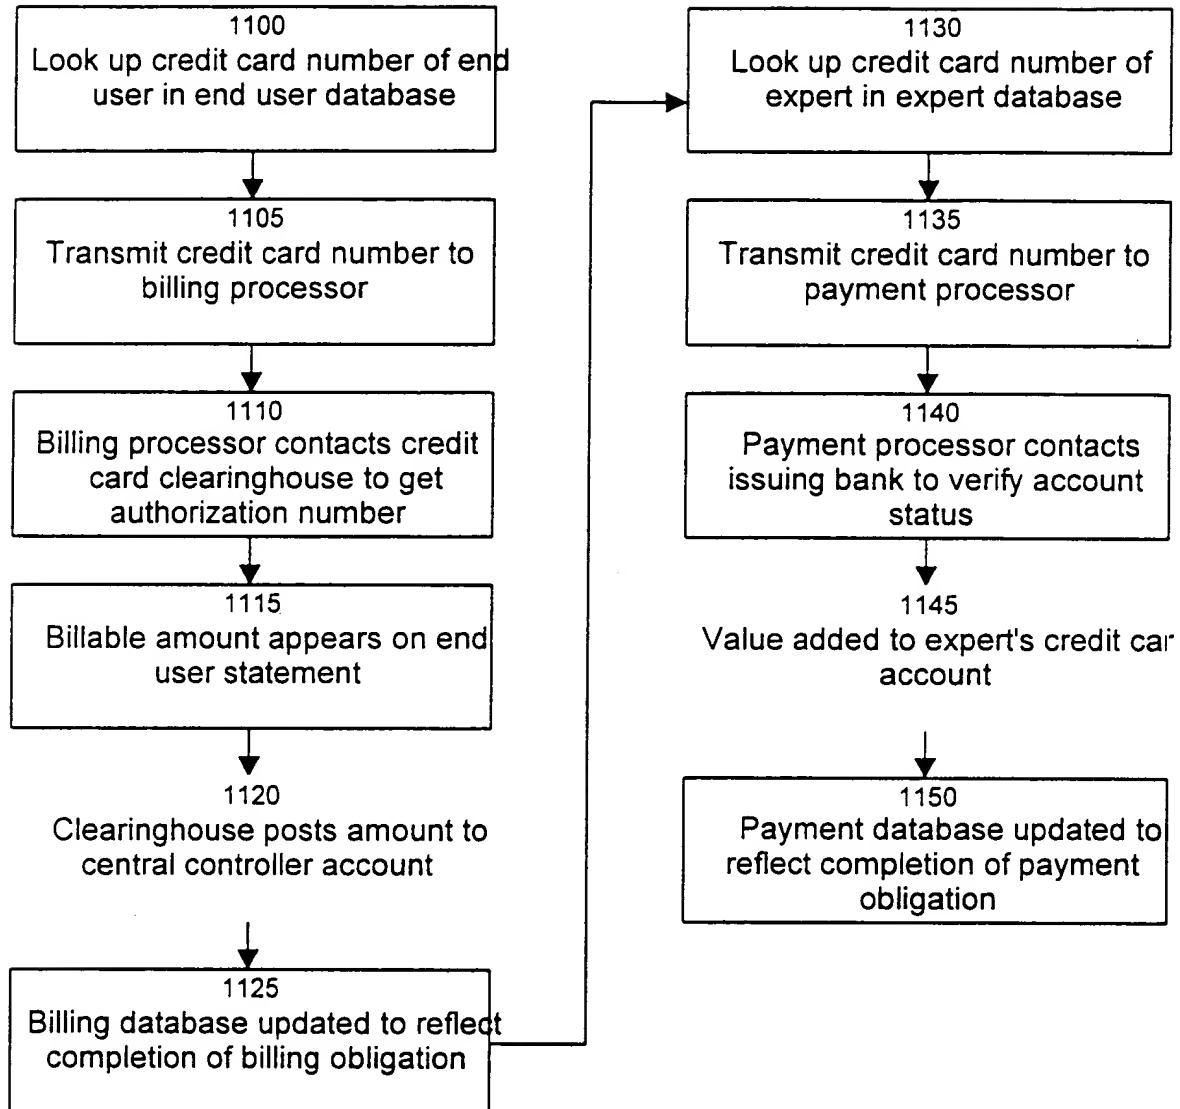 1100
Look up credit card number of end
user in end user database
1105
Transmit credit card number to
billing processor
1110
Billing processor contacts credit
card clearinghouse to get
authorization number
1115
Billable amount appears on end
user statement
1120
Clearinghouse posts amount to
central controller account
1125
Billing database updated to reflect
completion of billing obligation
1130
Look up credit card number of
expert in expert database
1135
Transmit credit card number to
payment processor
1140
Payment processor contacts
issuing bank to verify account
status
1145
Value added to expert's credit car
account
1150
Payment database updated to
reflect completion of payment
obligation